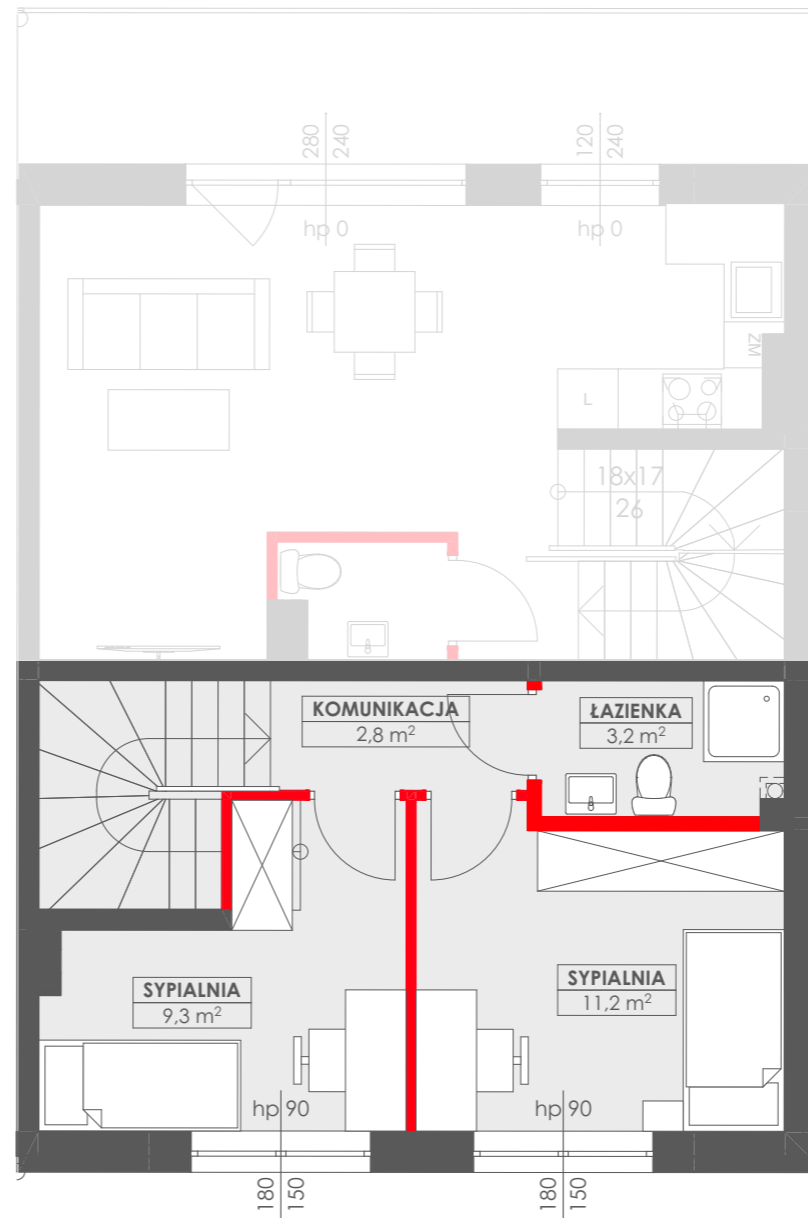 280
240
120
240
hp 0
hp 0
ZM
L
18x17
26
KOMUNIKACJA
2,8 m²
ŁAZIENKA
3,2 m²
SYPIALNIA
9,3 m²
SYPIALNIA
11,2 m²
hp 90
hp 90
180
150
180
150